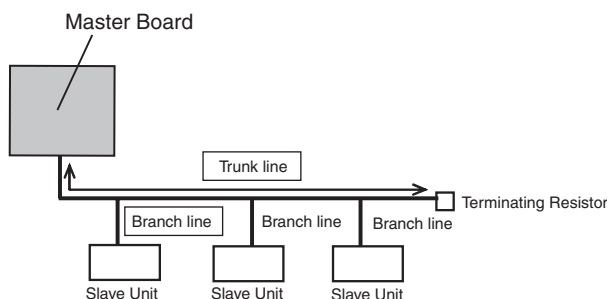 Master Board
Trunk line
Terminating Resistor
Branch line
Branch line
Branch line
Slave Unit
Slave Unit
Slave Unit